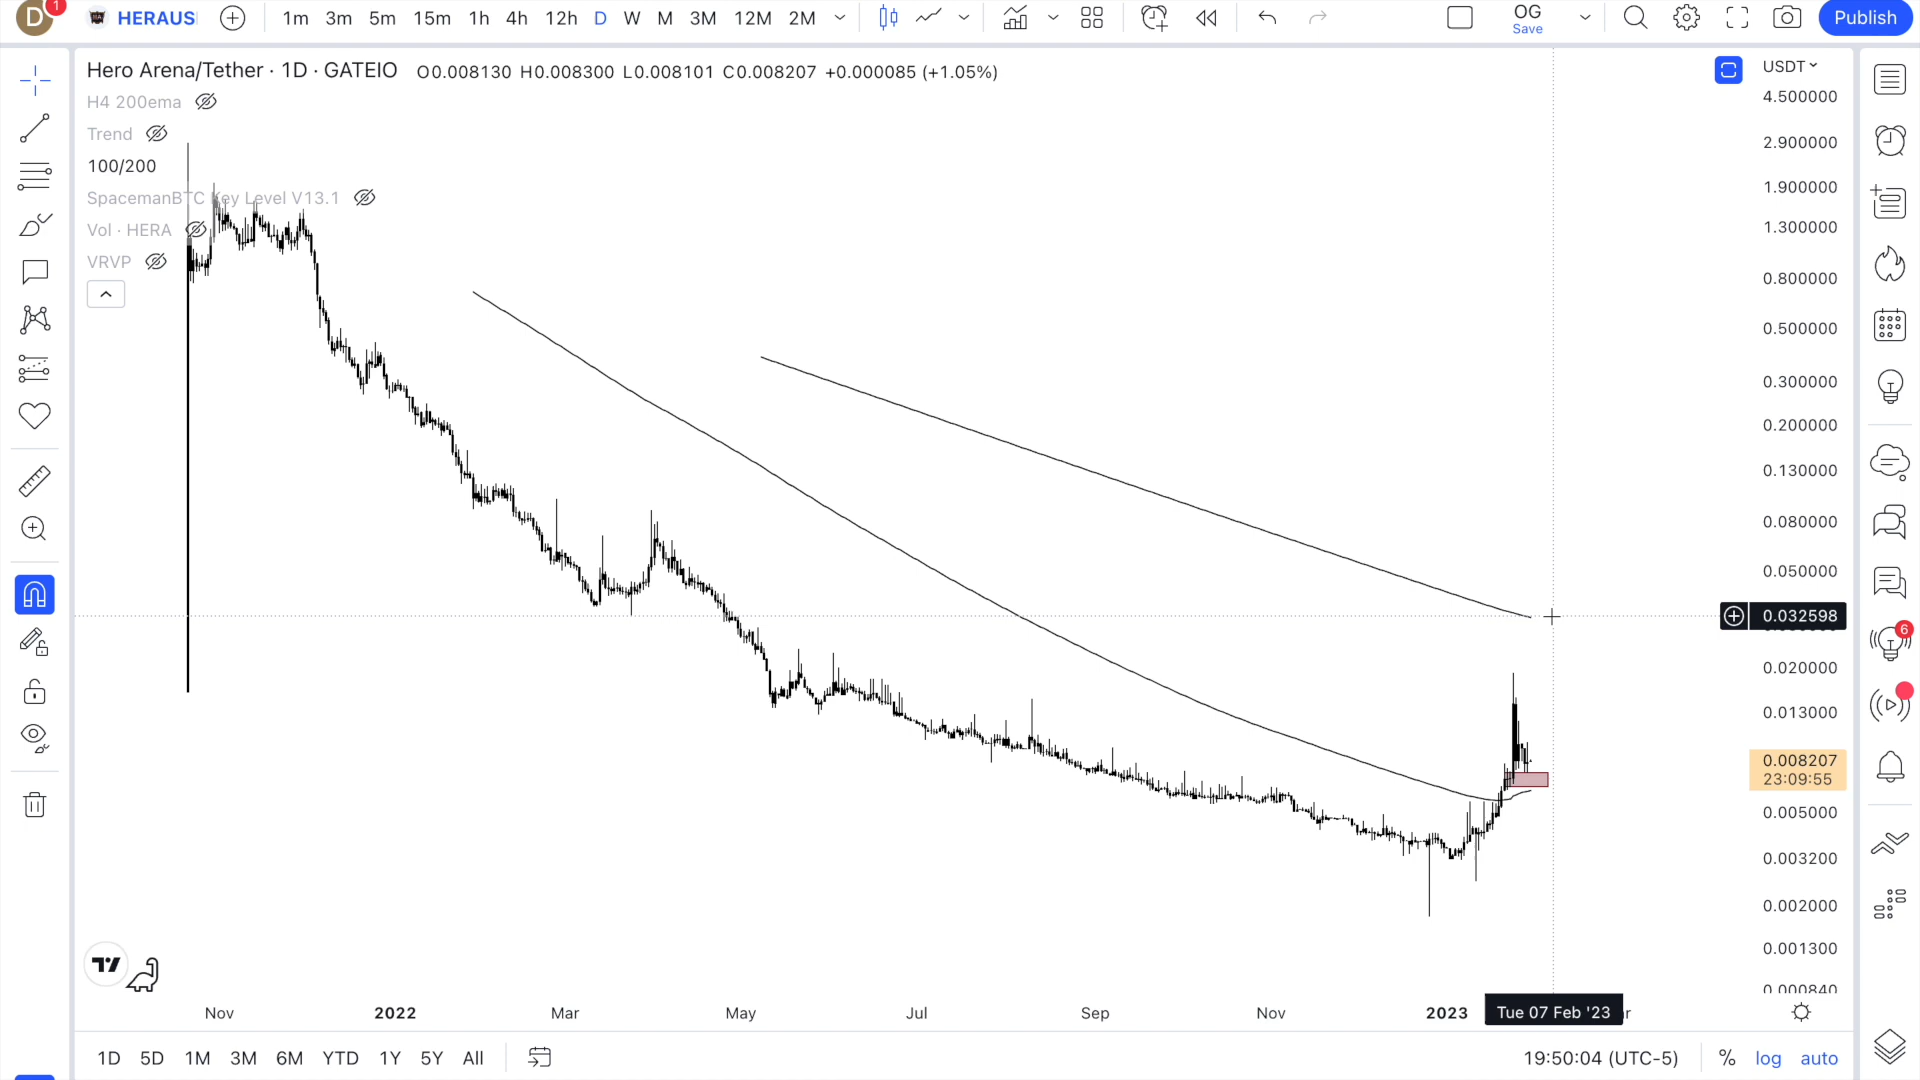 D 1 HERAUS 1m 3m 5m 15m 1h 4h 12h D W M 3M 12M 2M OG Save Publish
Hero Arena/Tether · 1D · GATEIO O0.008130 H0.008300 L0.008101 C0.008207 +0.000085 (+1.05%)
USDT
H4 200ema
Trend
100/200
SpacemanBTC Key Level V13.1
Vol · HERA
VRVP
4.500000
2.900000
1.900000
1.300000
0.800000
0.500000
0.300000
0.200000
0.130000
0.080000
0.050000
0.032598
0.020000
0.013000
0.008207
23:09:55
0.005000
0.003200
0.002000
0.001300
0.000840
6
Nov 2022 Mar May Jul Sep Nov 2023 Tue 07 Feb '23
1D 5D 1M 3M 6M YTD 1Y 5Y All 19:50:04 (UTC-5) % log auto